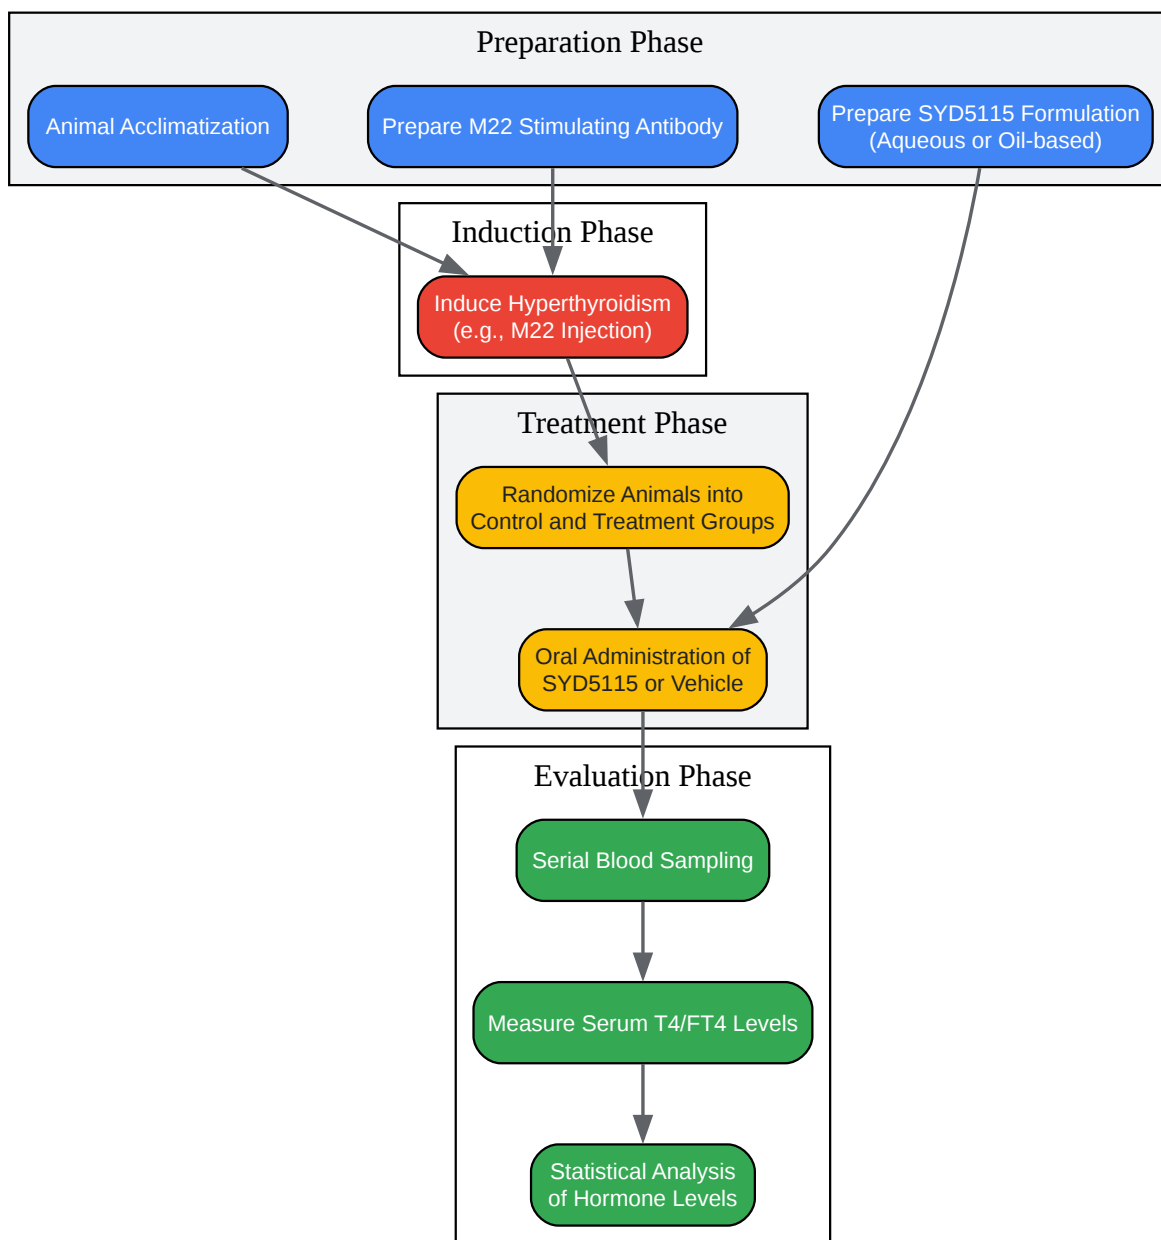 Preparation Phase
Animal Acclimatization
Prepare M22 Stimulating Antibody
Prepare SYD5115 Formulation
(Aqueous or Oil-based)
Induction Phase
Induce Hyperthyroidism
(e.g., M22 Injection)
Treatment Phase
Randomize Animals into
Control and Treatment Groups
Oral Administration of
SYD5115 or Vehicle
Evaluation Phase
Serial Blood Sampling
Measure Serum T4/FT4 Levels
Statistical Analysis
of Hormone Levels